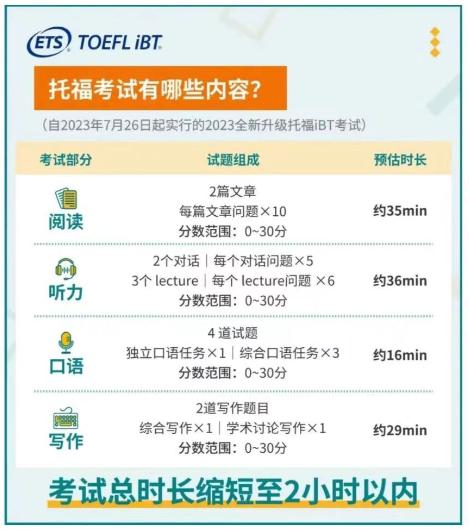 ETS TOEFL iBT
托福考试有哪些内容？
（自2023年7月26日起实行的2023全新升级托福iBT考试）
考试部分 试题组成 预估时长
阅读
2篇文章
每篇文章问题×10
分数范围：0~30分
约35min
听力
2个对话｜每个对话问题×5
3个 lecture｜每个 lecture问题 ×6
分数范围：0~30分
约36min
口语
4 道试题
独立口语任务×1｜综合口语任务×3
分数范围：0~30分
约16min
写作
2道写作题目
综合写作×1｜学术讨论写作×1
分数范围：0~30分
约29min
考试总时长缩短至2小时以内